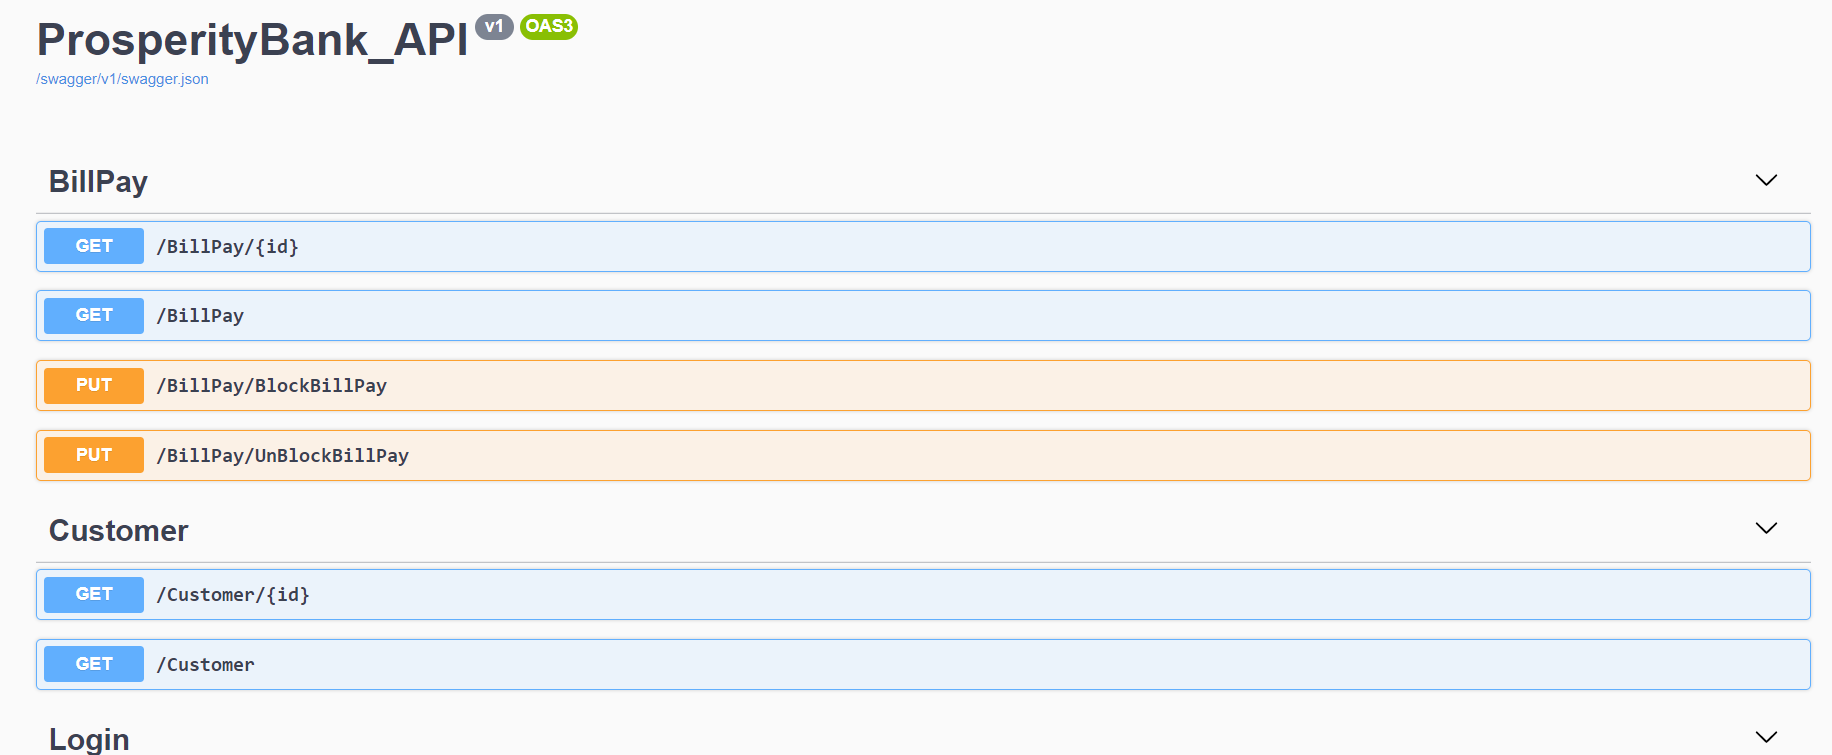 ProsperityBank_API v1 OAS3
/swagger/v1/swagger.json
BillPay
GET /BillPay/{id}
GET /BillPay
PUT /BillPay/BlockBillPay
PUT /BillPay/UnBlockBillPay
Customer
GET /Customer/{id}
GET /Customer
Login